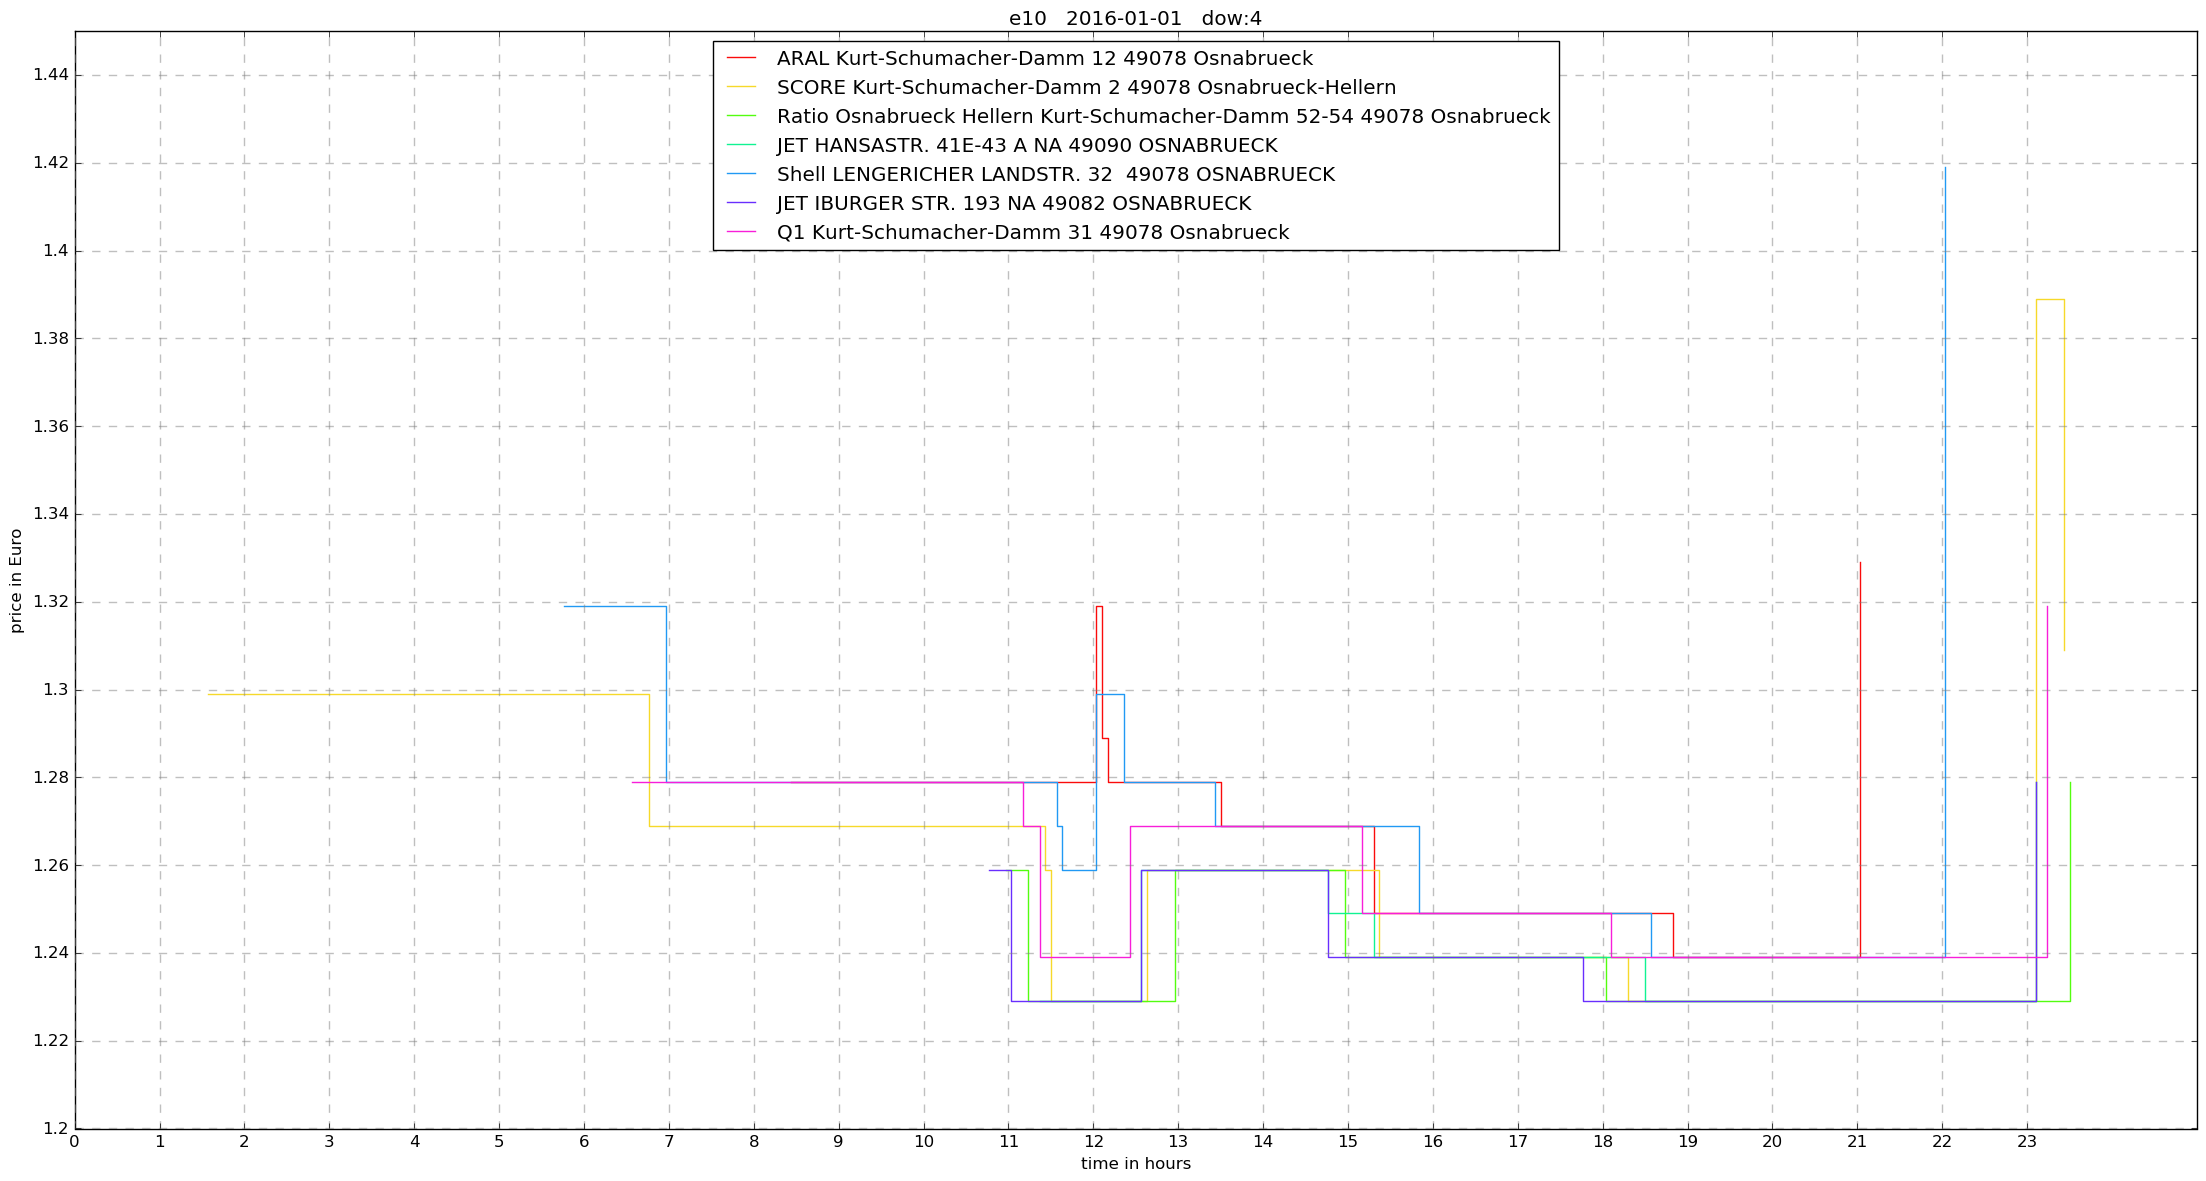 e10   2016-01-01   dow:4
ARAL Kurt-Schumacher-Damm 12 49078 Osnabrueck
SCORE Kurt-Schumacher-Damm 2 49078 Osnabrueck-Hellern
Ratio Osnabrueck Hellern Kurt-Schumacher-Damm 52-54 49078 Osnabrueck
JET HANSASTR. 41E-43 A NA 49090 OSNABRUECK
Shell LENGERICHER LANDSTR. 32  49078 OSNABRUECK
JET IBURGER STR. 193 NA 49082 OSNABRUECK
Q1 Kurt-Schumacher-Damm 31 49078 Osnabrueck
1.44
1.42
1.4
1.38
1.36
1.34
1.32
1.3
1.28
1.26
1.24
1.22
1.2
price in Euro
0 1 2 3 4 5 6 7 8 9 10 11 12 13 14 15 16 17 18 19 20 21 22 23
time in hours